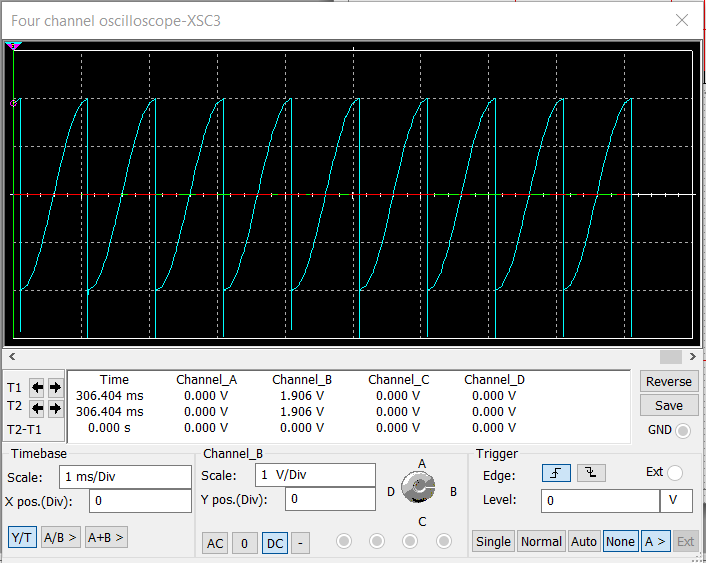 Four channel oscilloscope-XSC3
Time Channel_A Channel_B Channel_C Channel_D
T1 306.404 ms 0.000 V 1.906 V 0.000 V 0.000 V
T2 306.404 ms 0.000 V 1.906 V 0.000 V 0.000 V
T2-T1 0.000 s 0.000 V 0.000 V 0.000 V 0.000 V
Reverse
Save
GND
Timebase
Scale: 1 ms/Div
X pos.(Div): 0
Y/T A/B > A+B >
Channel_B
Scale: 1 V/Div
Y pos.(Div): 0
AC 0 DC -
A
D B
C
Trigger
Edge: Ext
Level: 0 V
Single Normal Auto None A > Ext